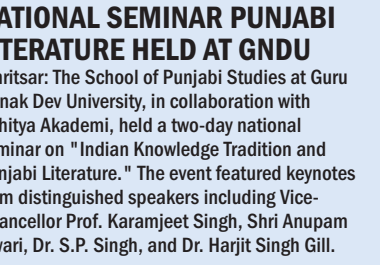 ATIONAL SEMINAR PUNJABI
TERATURE HELD AT GNDU
ritsar: The School of Punjabi Studies at Guru
nak Dev University, in collaboration with
hitya Akademi, held a two-day national
minar on "Indian Knowledge Tradition and
njabi Literature." The event featured keynotes
m distinguished speakers including Vice-
ancellor Prof. Karamjeet Singh, Shri Anupam
vari, Dr. S.P. Singh, and Dr. Harjit Singh Gill.